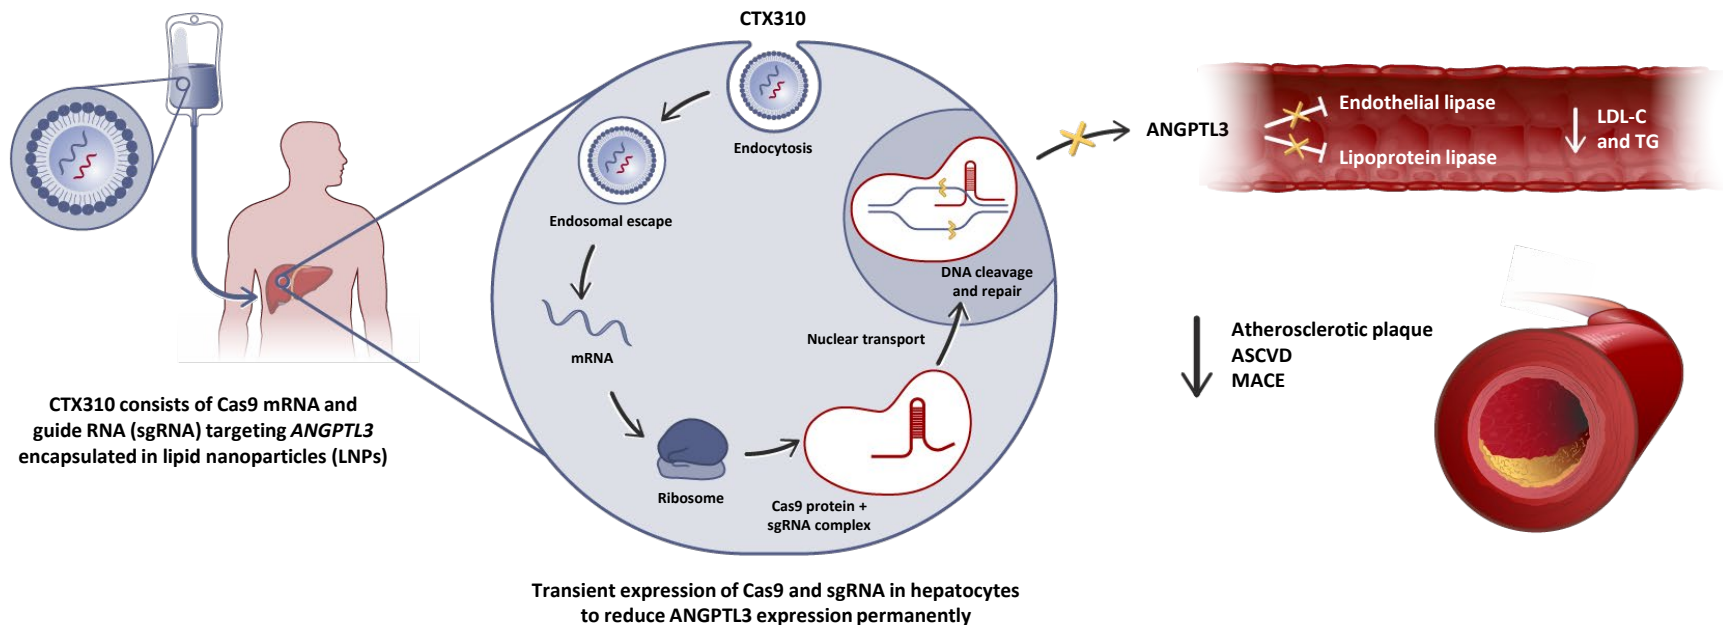 CTX310
Endocytosis
Endosomal escape
mRNA
Ribosome
Cas9 protein +
sgRNA complex
Nuclear transport
DNA cleavage
and repair
ANGPTL3
Endothelial lipase
Lipoprotein lipase
LDL-C
and TG
Atherosclerotic plaque
ASCVD
MACE
CTX310 consists of Cas9 mRNA and
guide RNA (sgRNA) targeting ANGPTL3
encapsulated in lipid nanoparticles (LNPs)
Transient expression of Cas9 and sgRNA in hepatocytes
to reduce ANGPTL3 expression permanently